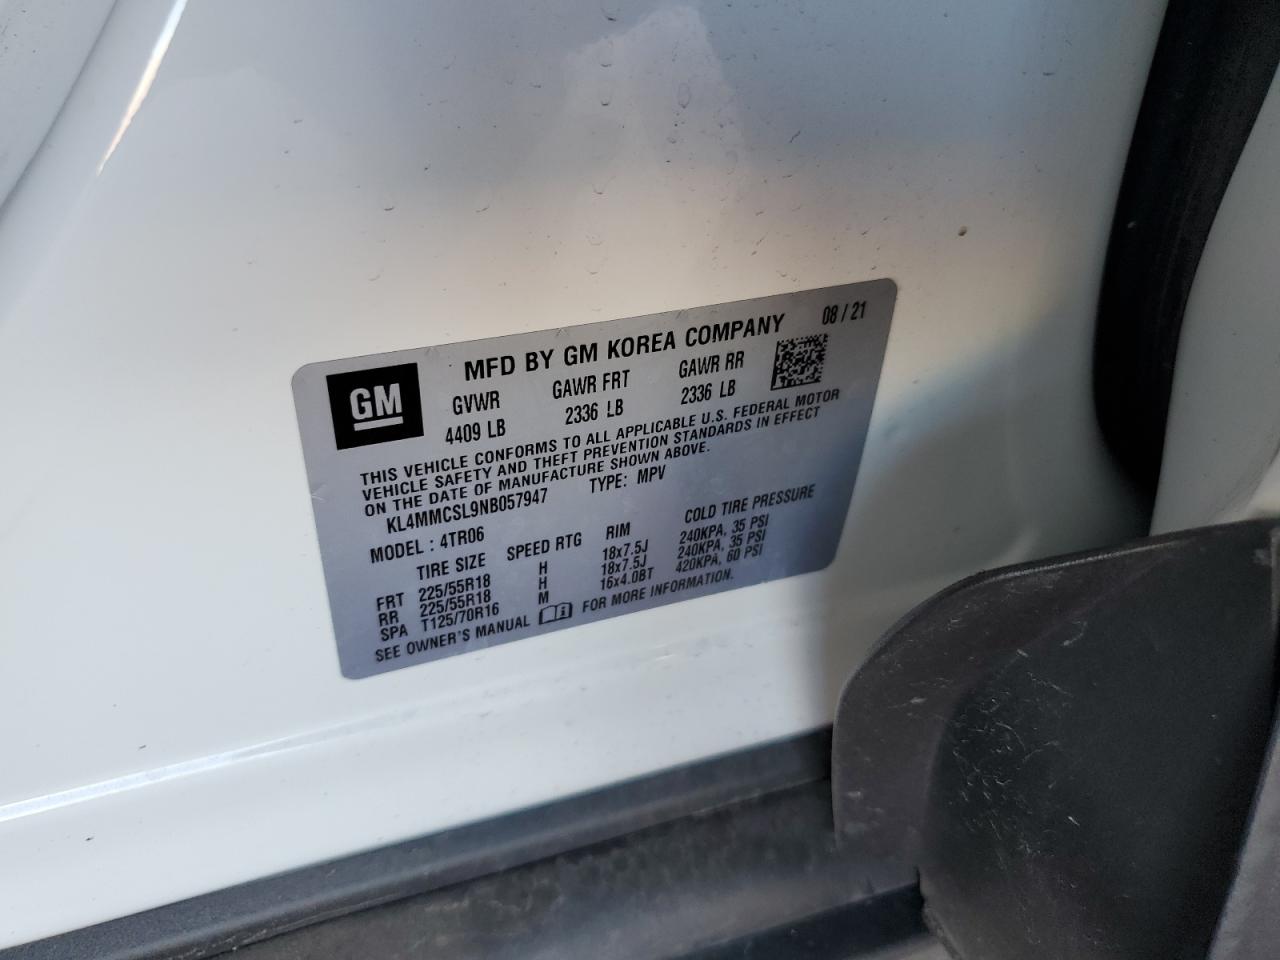 GM
MFD BY GM KOREA COMPANY 08 / 21
GVWR GAWR FRT GAWR RR
4409 LB 2336 LB 2336 LB
THIS VEHICLE CONFORMS TO ALL APPLICABLE U.S. FEDERAL MOTOR
VEHICLE SAFETY AND THEFT PREVENTION STANDARDS IN EFFECT
ON THE DATE OF MANUFACTURE SHOWN ABOVE.
KL4MMCSL9NB057947 TYPE: MPV
MODEL : 4TR06
TIRE SIZE SPEED RTG RIM COLD TIRE PRESSURE
FRT 225/55R18 H 18x7.5J 240KPA, 35 PSI
RR 225/55R18 H 18x7.5J 240KPA, 35 PSI
SPA T125/70R16 M 16x4.0BT 420KPA, 60 PSI
SEE OWNER'S MANUAL FOR MORE INFORMATION.